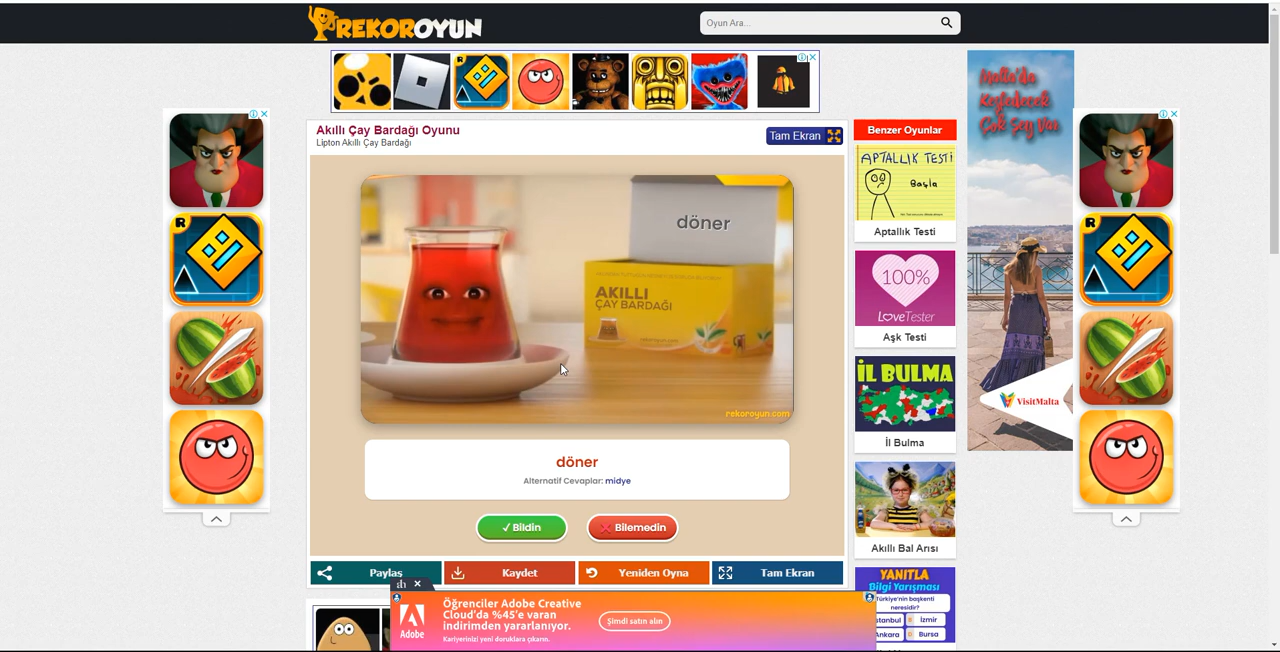 REKOROYUN
Oyun Ara...
Akıllı Çay Bardağı Oyunu
Lipton Akıllı Çay Bardağı
Tam Ekran
döner
AKILLI
ÇAY BARDAĞI
rekoroyun.com
döner
Alternatif Cevaplar: midye
✓ Bildin
Bilemedin
Paylaş
Kaydet
Yeniden Oyna
Tam Ekran
Benzer Oyunlar
APTALLIK TESTİ
Başla
Aptallık Testi
100%
LoveTester
Aşk Testi
İL BULMA
İl Bulma
Akıllı Bal Arısı
YANITLA
Bilgi Yarışması
Türkiye'nin başkenti
neresidir?
stanbul
B
İzmir
Ankara
D
Bursa
Malta'da
Keşfedecek
Çok Şey Var
VisitMalta
R
R
R
ah
Adobe
Öğrenciler Adobe Creative
Cloud'da %45'e varan
indirimden yararlanıyor.
Kariyerinizi yeni doruklara çıkarın.
Şimdi satın alın